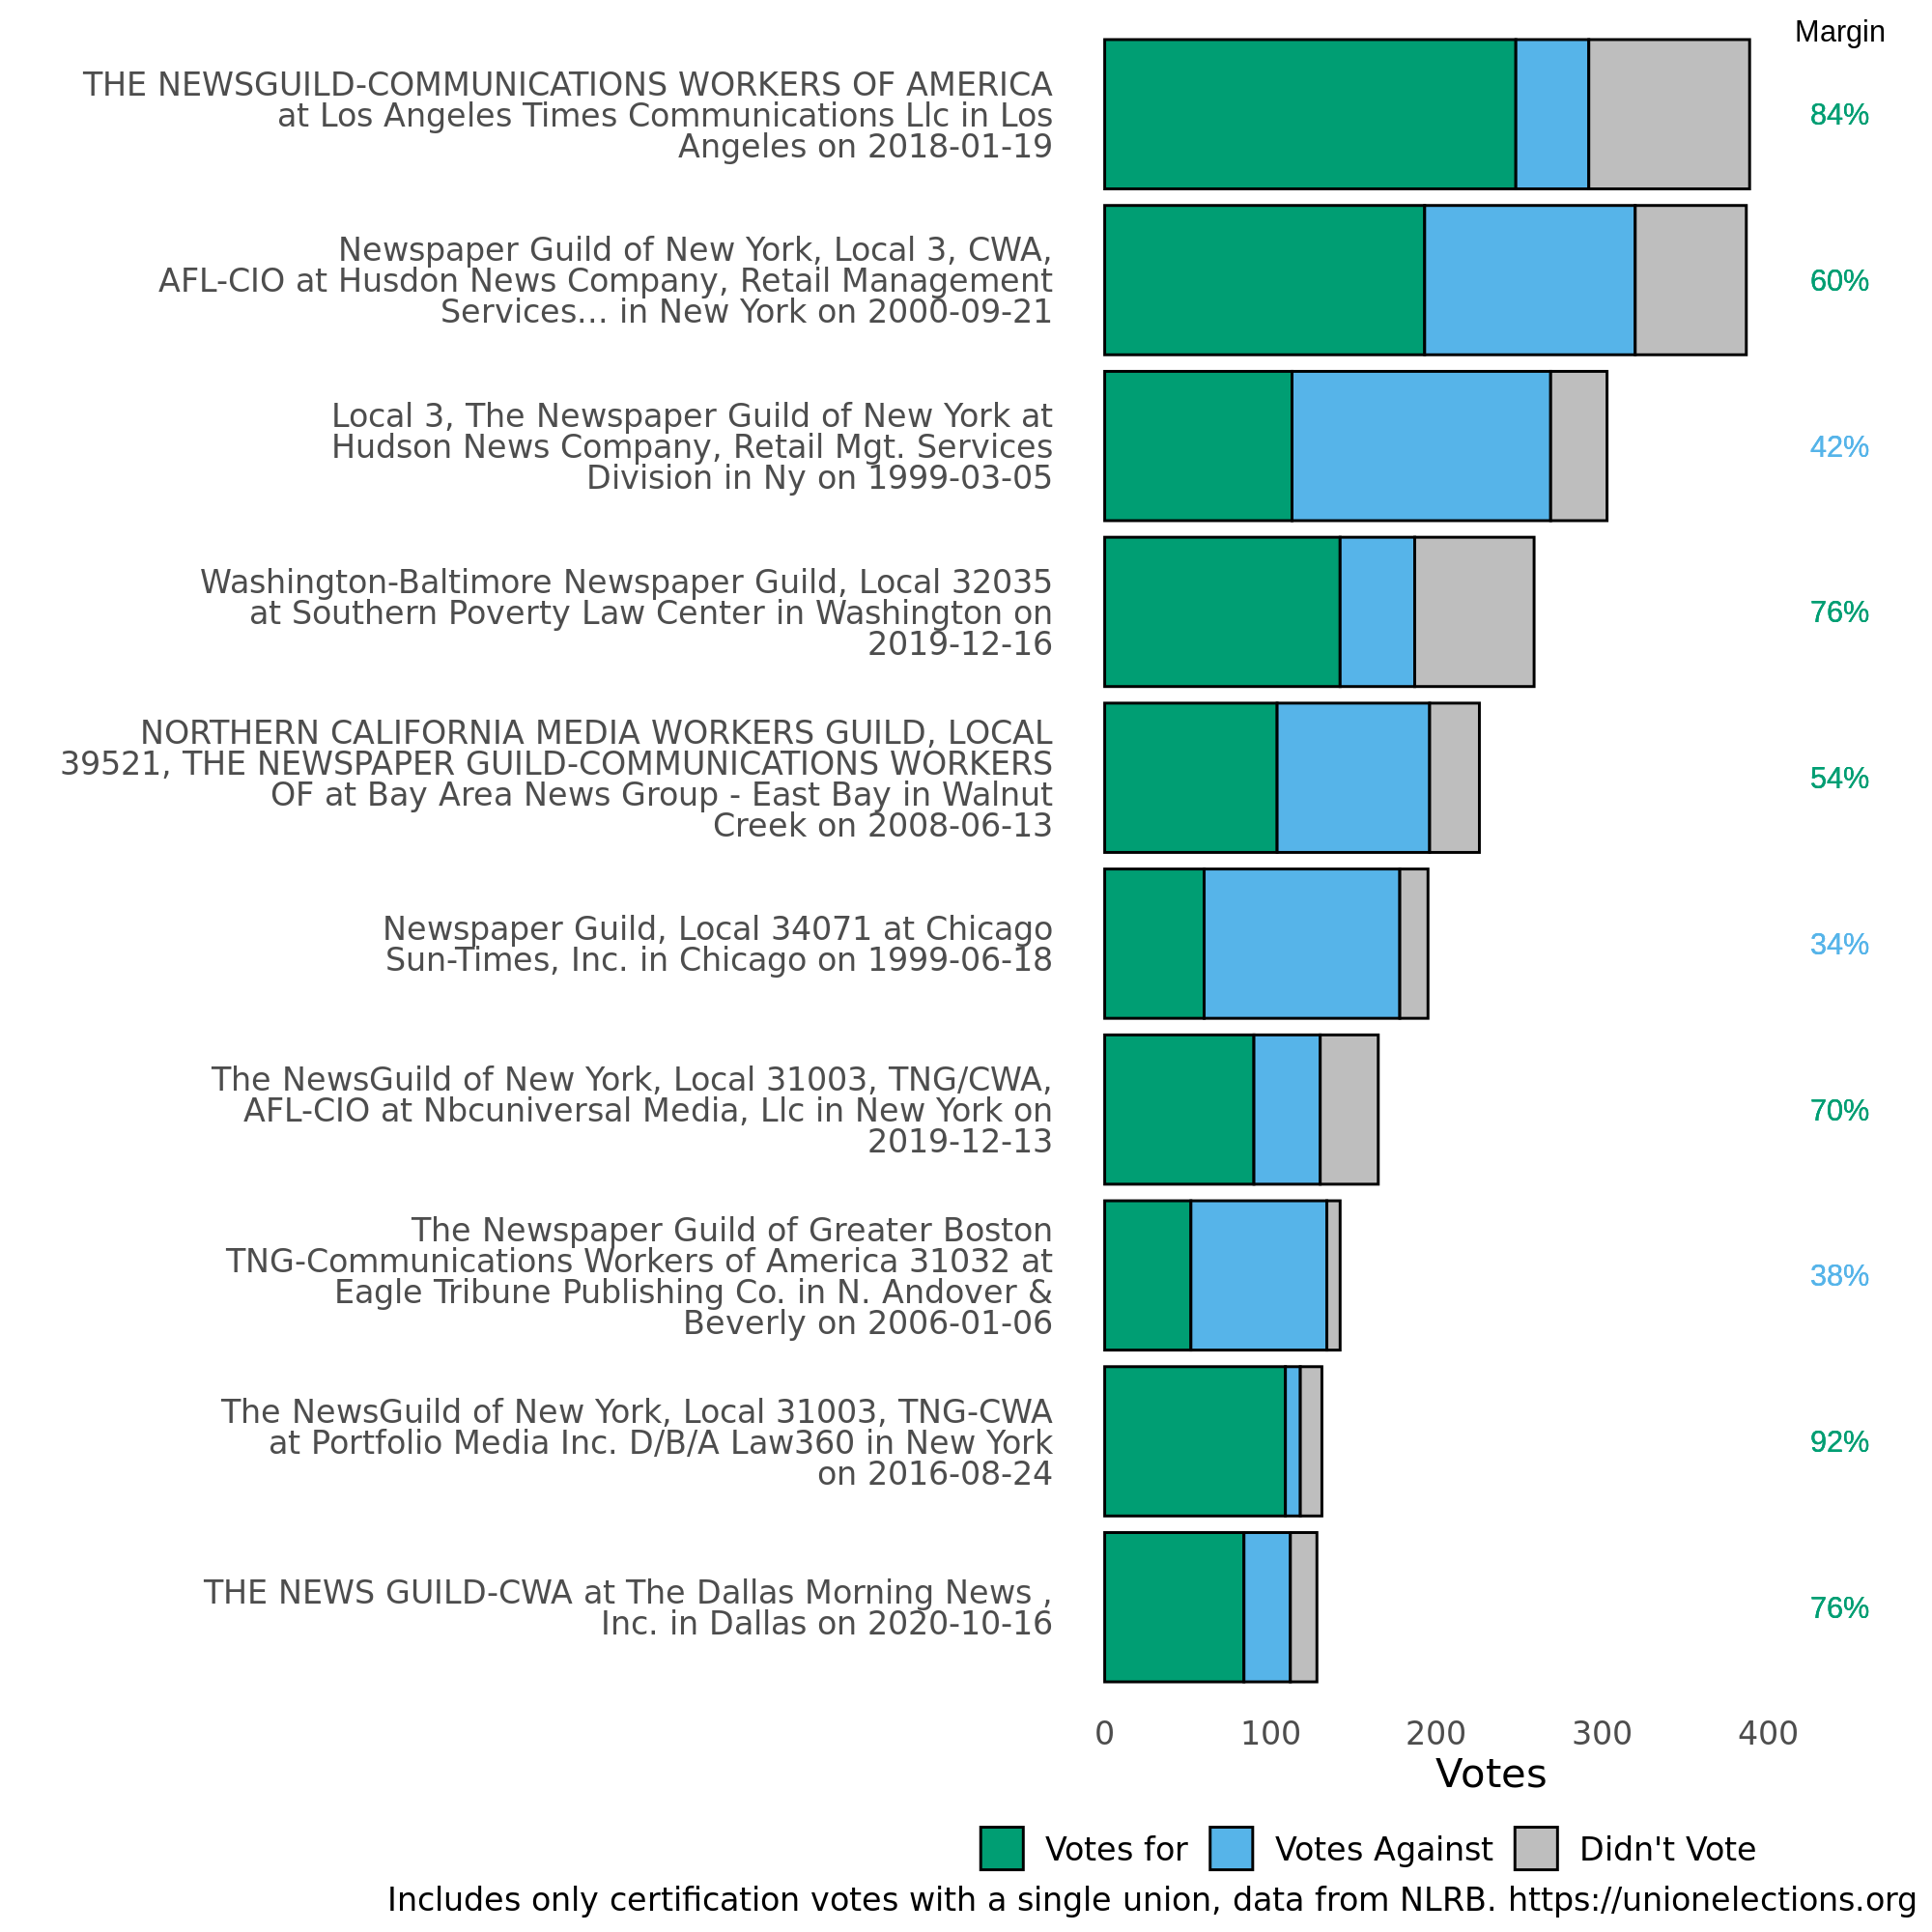 Margin
THE NEWSGUILD-COMMUNICATIONS WORKERS OF AMERICA
at Los Angeles Times Communications Llc in Los
Angeles on 2018-01-19
84%
Newspaper Guild of New York, Local 3, CWA,
AFL-CIO at Husdon News Company, Retail Management
Services... in New York on 2000-09-21
60%
Local 3, The Newspaper Guild of New York at
Hudson News Company, Retail Mgt. Services
Division in Ny on 1999-03-05
42%
Washington-Baltimore Newspaper Guild, Local 32035
at Southern Poverty Law Center in Washington on
2019-12-16
76%
NORTHERN CALIFORNIA MEDIA WORKERS GUILD, LOCAL
39521, THE NEWSPAPER GUILD-COMMUNICATIONS WORKERS
OF at Bay Area News Group - East Bay in Walnut
Creek on 2008-06-13
54%
Newspaper Guild, Local 34071 at Chicago
Sun-Times, Inc. in Chicago on 1999-06-18
34%
The NewsGuild of New York, Local 31003, TNG/CWA,
AFL-CIO at Nbcuniversal Media, Llc in New York on
2019-12-13
70%
The Newspaper Guild of Greater Boston
TNG-Communications Workers of America 31032 at
Eagle Tribune Publishing Co. in N. Andover &
Beverly on 2006-01-06
38%
The NewsGuild of New York, Local 31003, TNG-CWA
at Portfolio Media Inc. D/B/A Law360 in New York
on 2016-08-24
92%
THE NEWS GUILD-CWA at The Dallas Morning News ,
Inc. in Dallas on 2020-10-16
76%
0 100 200 300 400
Votes
Votes for Votes Against Didn't Vote
Includes only certification votes with a single union, data from NLRB. https://unionelections.org